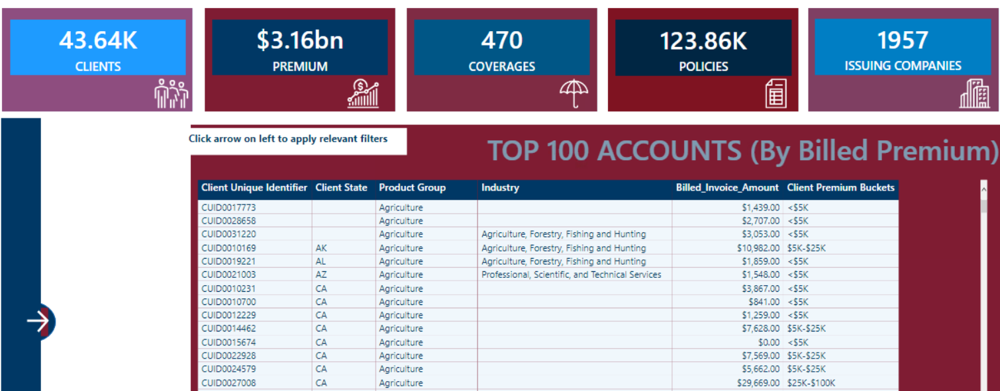 43.64K
CLIENTS
$3.16bn
PREMIUM
470
COVERAGES
123.86K
POLICIES
1957
ISSUING COMPANIES
Click arrow on left to apply relevant filters
TOP 100 ACCOUNTS (By Billed Premium)
Client Unique Identifier Client State Product Group Industry Billed_Invoice_Amount Client Premium Buckets
CUID0017773 Agriculture $1,439.00 <$5K
CUID0028658 Agriculture $2,707.00 <$5K
CUID0031220 Agriculture Agriculture, Forestry, Fishing and Hunting $3,053.00 <$5K
CUID0010169 AK Agriculture Agriculture, Forestry, Fishing and Hunting $10,982.00 $5K-$25K
CUID0019221 AL Agriculture Agriculture, Forestry, Fishing and Hunting $1,859.00 <$5K
CUID0021003 AZ Agriculture Professional, Scientific, and Technical Services $1,548.00 <$5K
CUID0010231 CA Agriculture $3,867.00 <$5K
CUID0010700 CA Agriculture $841.00 <$5K
CUID0012229 CA Agriculture $1,259.00 <$5K
CUID0014462 CA Agriculture $7,628.00 $5K-$25K
CUID0015674 CA Agriculture $0.00 <$5K
CUID0022928 CA Agriculture $7,569.00 $5K-$25K
CUID0024579 CA Agriculture $5,662.00 $5K-$25K
CUID0027008 CA Agriculture $29,669.00 $25K-$100K